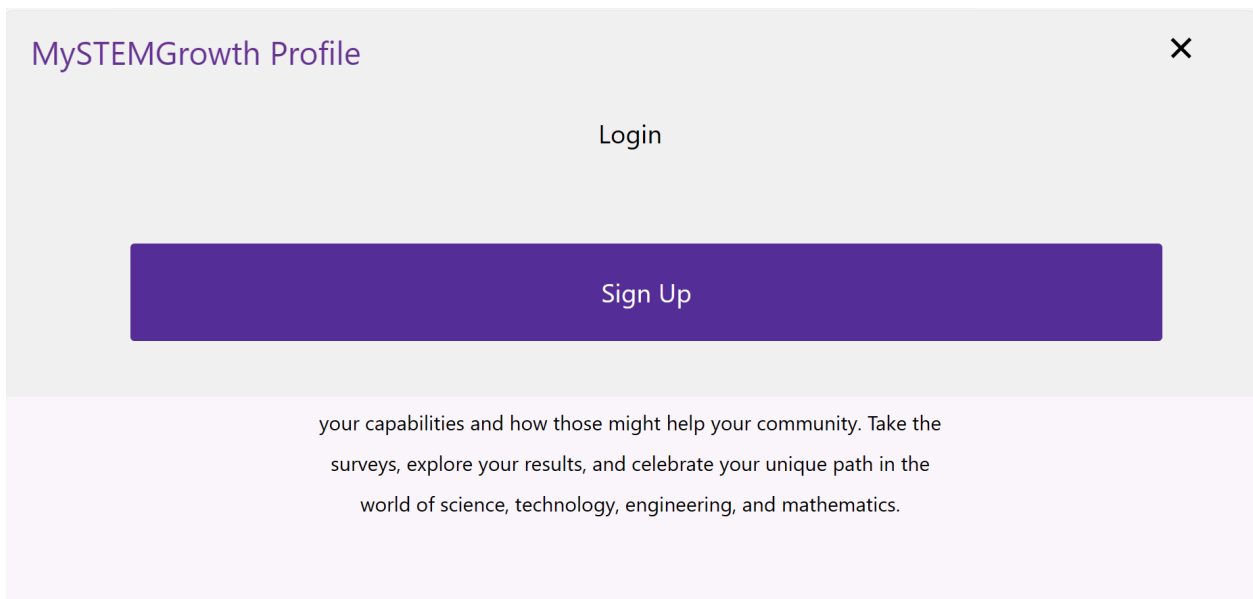 MySTEMGrowth Profile
Login
Sign Up
your capabilities and how those might help your community. Take the
surveys, explore your results, and celebrate your unique path in the
world of science, technology, engineering, and mathematics.